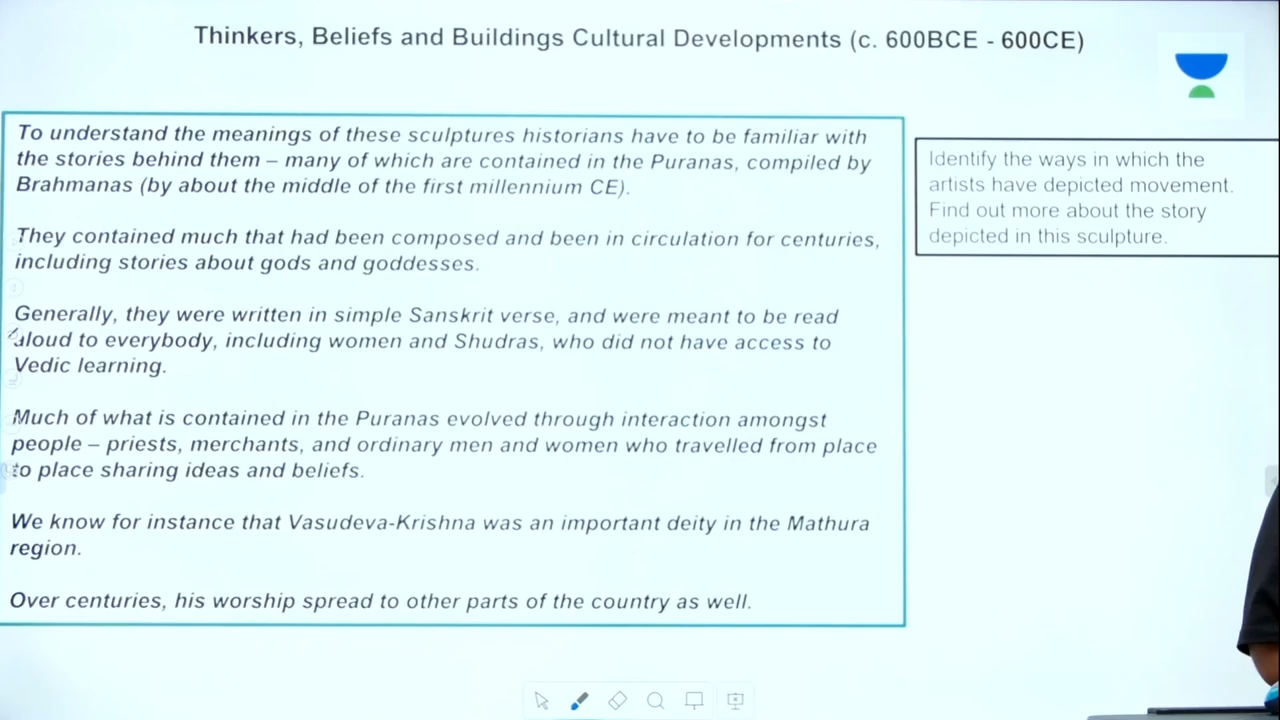 Thinkers, Beliefs and Buildings Cultural Developments (c. 600BCE - 600CE)
To understand the meanings of these sculptures historians have to be familiar with
the stories behind them – many of which are contained in the Puranas, compiled by
Brahmanas (by about the middle of the first millennium CE).
They contained much that had been composed and been in circulation for centuries,
including stories about gods and goddesses.
Generally, they were written in simple Sanskrit verse, and were meant to be read
aloud to everybody, including women and Shudras, who did not have access to
Vedic learning.
Much of what is contained in the Puranas evolved through interaction amongst
people – priests, merchants, and ordinary men and women who travelled from place
to place sharing ideas and beliefs.
We know for instance that Vasudeva-Krishna was an important deity in the Mathura
region.
Over centuries, his worship spread to other parts of the country as well.
Identify the ways in which the
artists have depicted movement.
Find out more about the story
depicted in this sculpture.